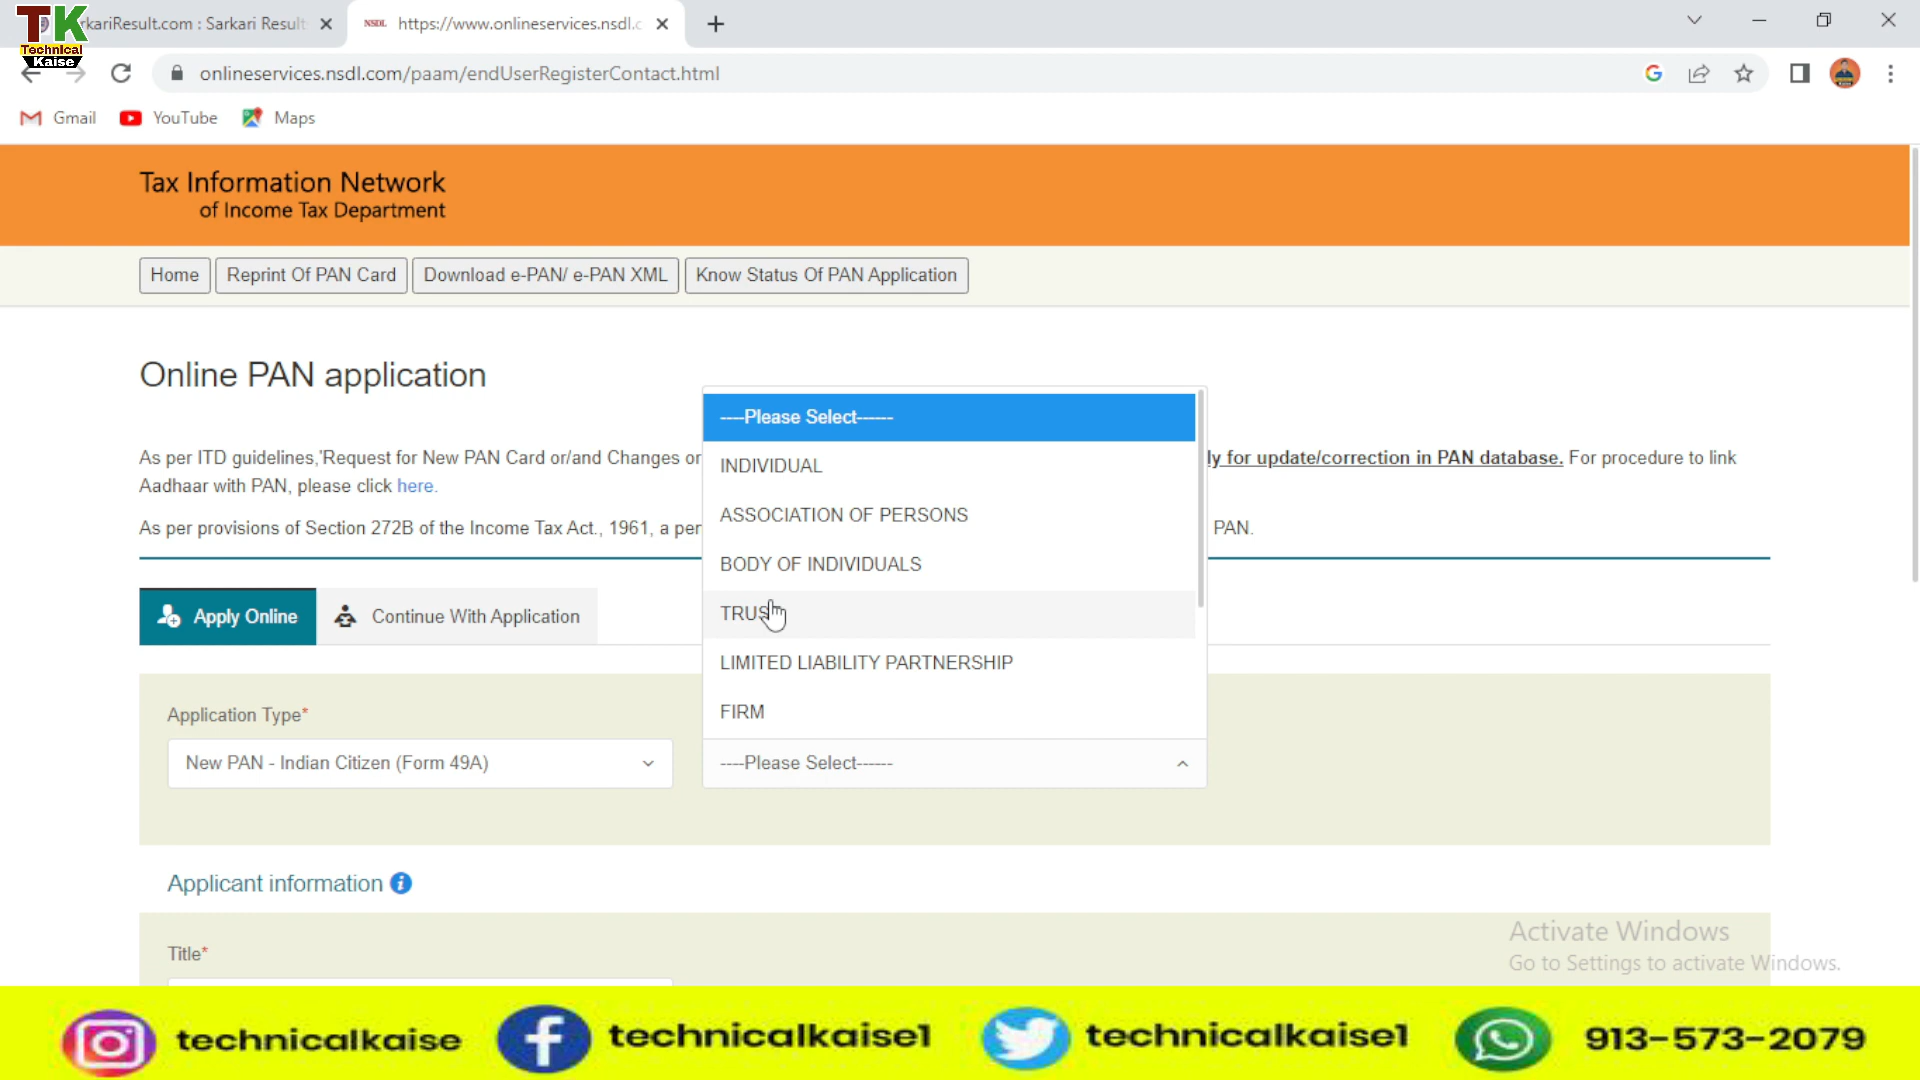 TK
Technical
Kaise
rkariResult.com : Sarkari Result
NSDL https://www.onlineservices.nsdl.c
onlineservices.nsdl.com/paam/endUserRegisterContact.html
Gmail YouTube Maps
Tax Information Network
of Income Tax Department
Home Reprint Of PAN Card Download e-PAN/ e-PAN XML Know Status Of PAN Application
Online PAN application
As per ITD guidelines,'Request for New PAN Card or/and Changes or ly for update/correction in PAN database. For procedure to link
Aadhaar with PAN, please click here.
As per provisions of Section 272B of the Income Tax Act., 1961, a per PAN.
----Please Select------
INDIVIDUAL
ASSOCIATION OF PERSONS
BODY OF INDIVIDUALS
TRUS
LIMITED LIABILITY PARTNERSHIP
FIRM
----Please Select------
Apply Online Continue With Application
Application Type*
New PAN - Indian Citizen (Form 49A)
Applicant information
Title*
Activate Windows
Go to Settings to activate Windows.
technicalkaise technicalkaise1 technicalkaise1 913-573-2079